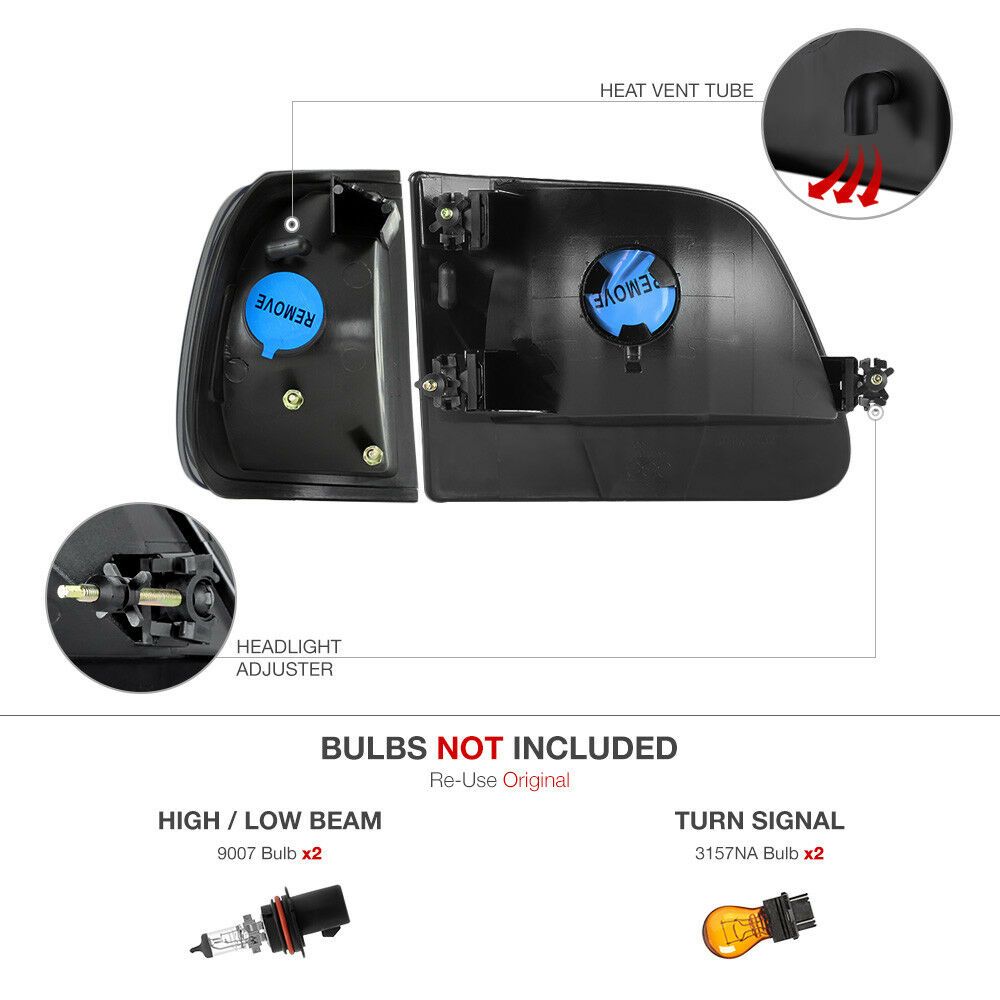 HEAT VENT TUBE
REMOVE
REMOVE
HEADLIGHT
ADJUSTER
BULBS NOT INCLUDED
Re-Use Original
HIGH / LOW BEAM
9007 Bulb x2
TURN SIGNAL
3157NA Bulb x2